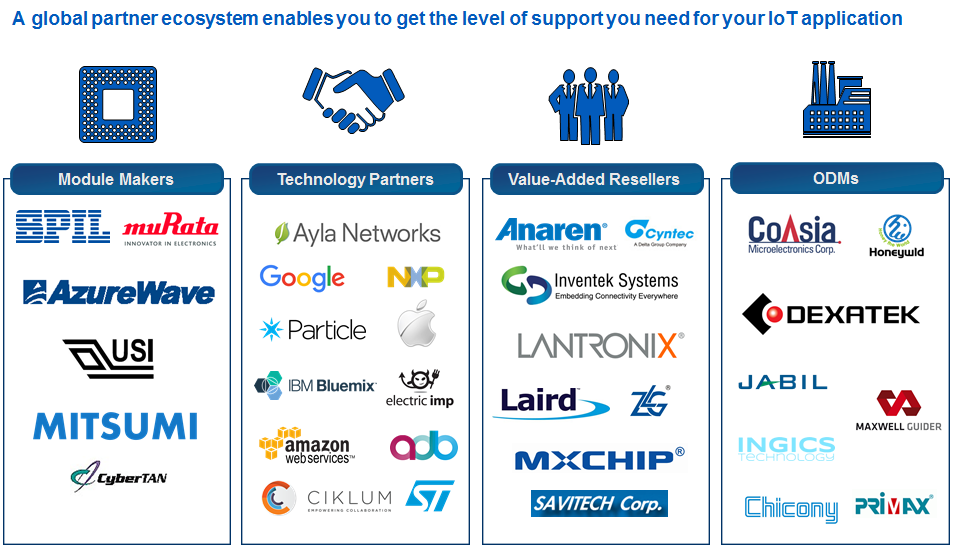 A global partner ecosystem enables you to get the level of support you need for your IoT application
Module Makers
SPIL
muRata
INNOVATOR IN ELECTRONICS
AzureWave
USI
MITSUMI
CyberTAN
Technology Partners
Ayla Networks
Google
NXP
Particle
IBM Bluemix™
electric imp
amazon
web services™
adb
CIKLUM
EMPOWERING COLLABORATION
ST
Value-Added Resellers
Anaren®
What'll we think of next
Cyntec
A Delta Group Company
Inventek Systems
Embedding Connectivity Everywhere
LANTRONIX®
Laird™
ZLG®
MXCHIP®
SAVITECH Corp.
ODMs
CoAsia
Microelectronics Corp.
Honeywld
DEXATEK
JABIL
MAXWELL GUIDER
INGICS
TECHNOLOGY
Chicony
PRIMAX®